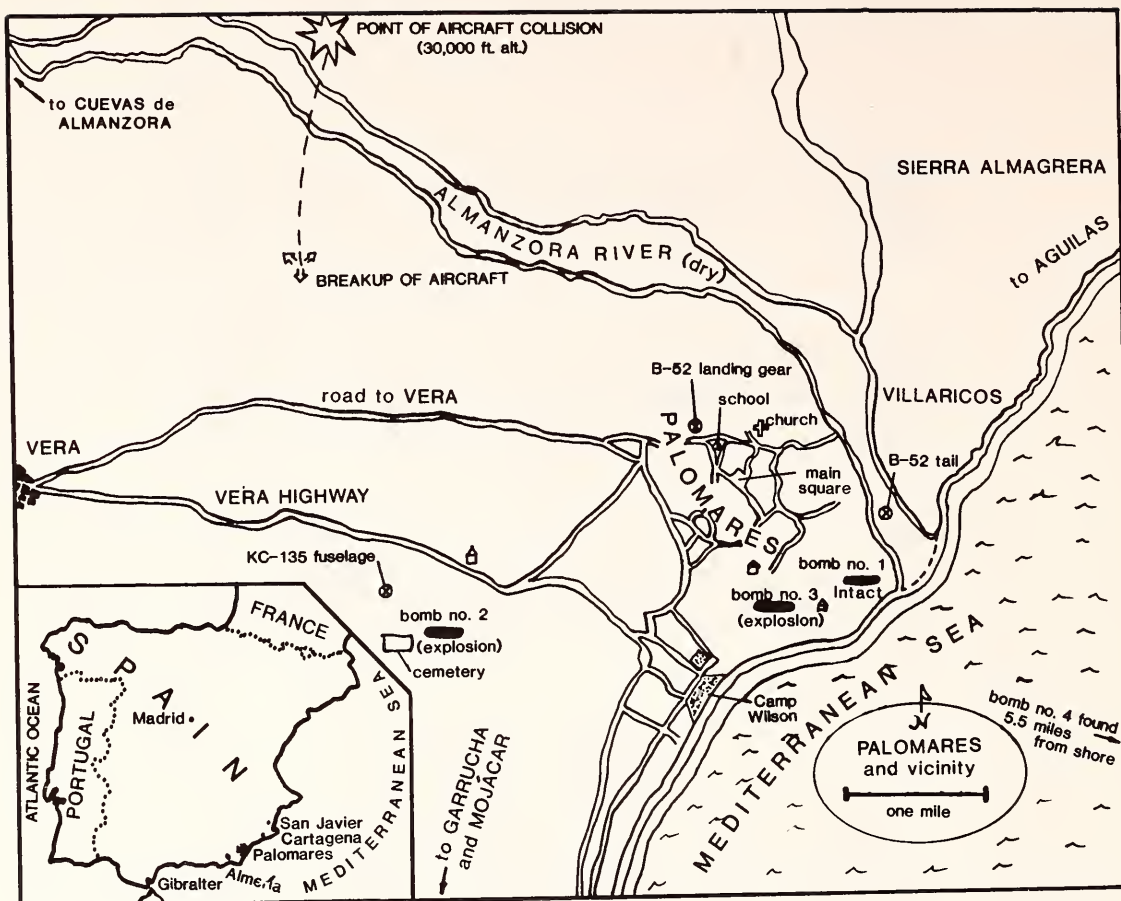 POINT OF AIRCRAFT COLLISION
(30,000 ft. alt.)
to CUEVAS de
ALMANZORA
SIERRA ALMAGRERA
ALMANZORA RIVER (dry)
to AGUILAS
BREAKUP OF AIRCRAFT
B-52 landing gear
school
church
road to VERA
VILLARICOS
VERA
PALOMARES
main
square
B-52 tail
VERA HIGHWAY
KC-135 fuselage
bomb no. 1
Intact
bomb no. 2
(explosion)
bomb no. 3
(explosion)
cemetery
Camp
Wilson
MEDITERRANEAN SEA
bomb no. 4 found
5.5 miles
from shore
N
PALOMARES
and vicinity
one mile
to GARRUCHA
and MOJÁCAR
FRANCE
SPAIN
Madrid
ATLANTIC OCEAN
PORTUGAL
MEDITERRANEAN SEA
San Javier
Cartagena
Palomares
Almeria
Gibralter